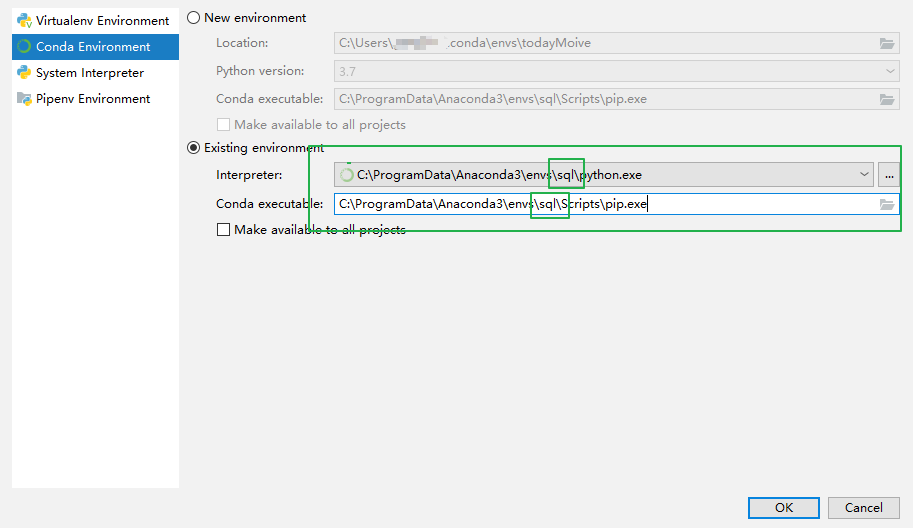 Virtualenv Environment
Conda Environment
System Interpreter
Pipenv Environment
New environment
Location: C:\Users\ .conda\envs\todayMoive
Python version: 3.7
Conda executable: C:\ProgramData\Anaconda3\envs\sql\Scripts\pip.exe
Make available to all projects
Existing environment
Interpreter: C:\ProgramData\Anaconda3\envs\sql\python.exe ...
Conda executable: C:\ProgramData\Anaconda3\envs\sql\Scripts\pip.exe
Make available to all projects
OK Cancel